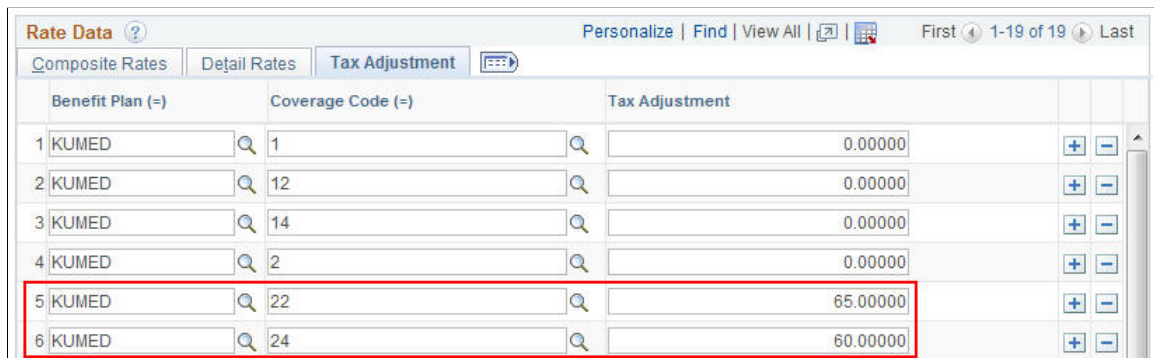 Rate Data ? Personalize | Find | View All | | First 1-19 of 19 Last
Composite Rates Detail Rates Tax Adjustment
Benefit Plan (=) Coverage Code (=) Tax Adjustment
1 KUMED 1 0.00000 + -
2 KUMED 12 0.00000 + -
3 KUMED 14 0.00000 + -
4 KUMED 2 0.00000 + -
5 KUMED 22 65.00000 + -
6 KUMED 24 60.00000 + -